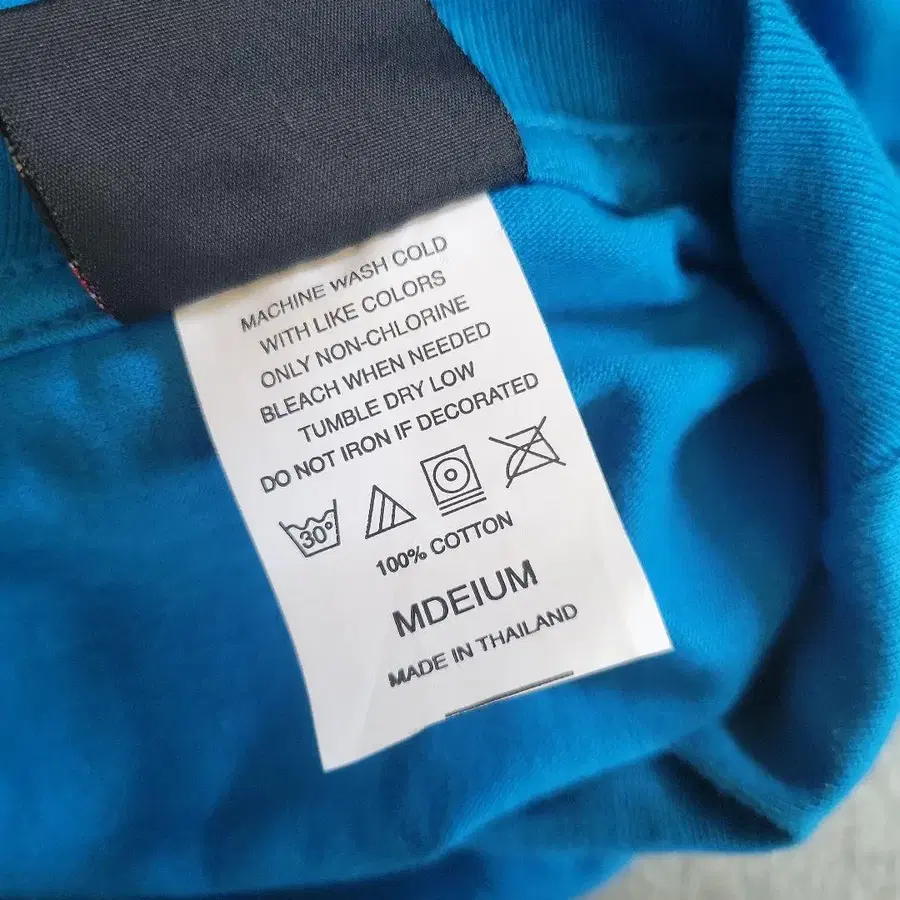 MACHINE WASH COLD
WITH LIKE COLORS
ONLY NON-CHLORINE
BLEACH WHEN NEEDED
TUMBLE DRY LOW
DO NOT IRON IF DECORATED
30°
100% COTTON
MDEIUM
MADE IN THAILAND